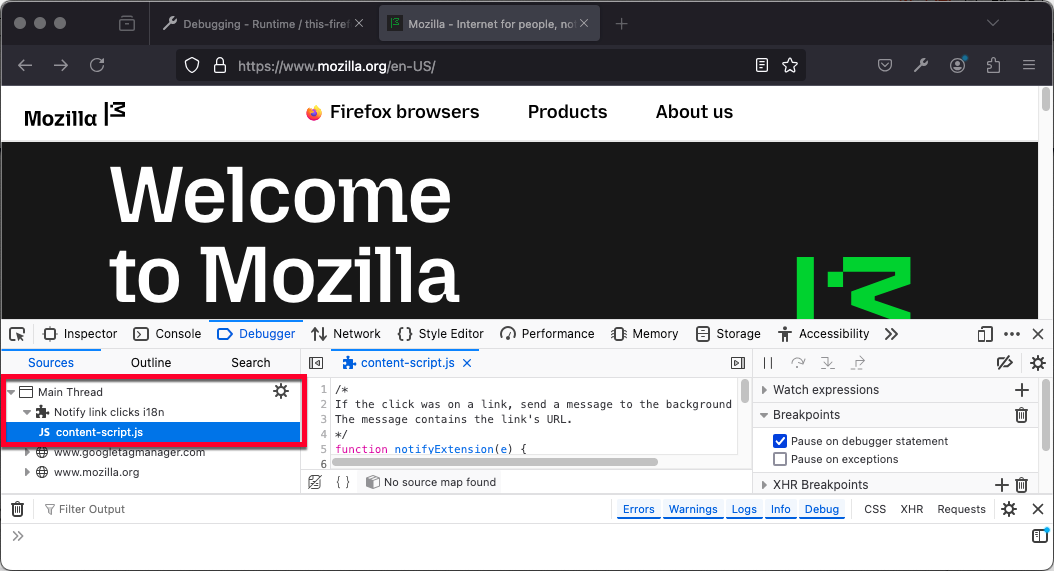 Debugging - Runtime / this-firef
Mozilla - Internet for people, not
https://www.mozilla.org/en-US/
Mozilla
Firefox browsers
Products
About us
Welcome
to Mozilla
Inspector
Console
Debugger
Network
Style Editor
Performance
Memory
Storage
Accessibility
Sources
Outline
Search
Main Thread
Notify link clicks i18n
JS content-script.js
www.googletagmanager.com
www.mozilla.org
content-script.js
1 /*
2 If the click was on a link, send a message to the background
3 The message contains the link's URL.
4 */
5 function notifyExtension(e) {
6
{ } No source map found
Watch expressions
Breakpoints
Pause on debugger statement
Pause on exceptions
XHR Breakpoints
Filter Output
Errors
Warnings
Logs
Info
Debug
CSS
XHR
Requests